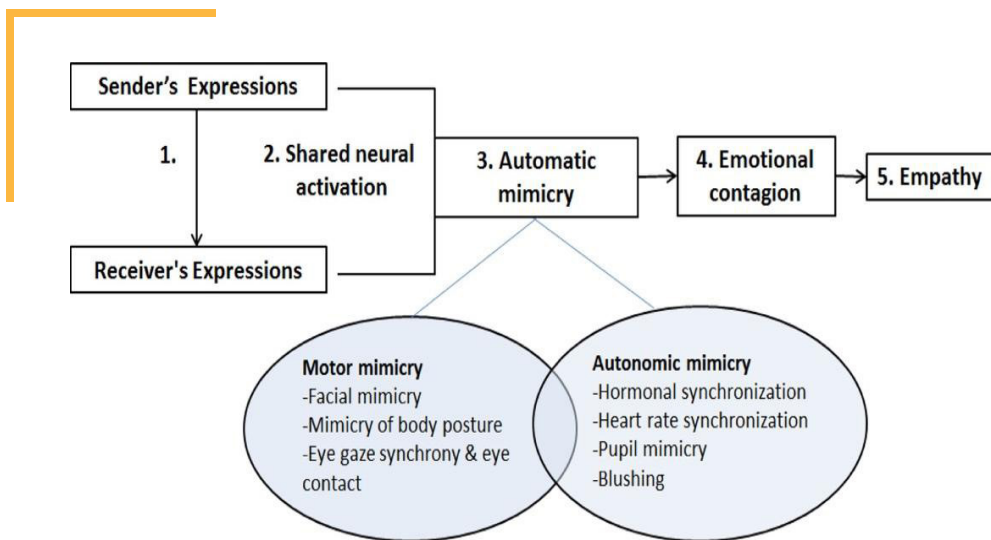 Sender’s Expressions
1.
2. Shared neural
activation
3. Automatic
mimicry
4. Emotional
contagion
5. Empathy
Receiver's Expressions
Motor mimicry
-Facial mimicry
-Mimicry of body posture
-Eye gaze synchrony & eye
contact
Autonomic mimicry
-Hormonal synchronization
-Heart rate synchronization
-Pupil mimicry
-Blushing